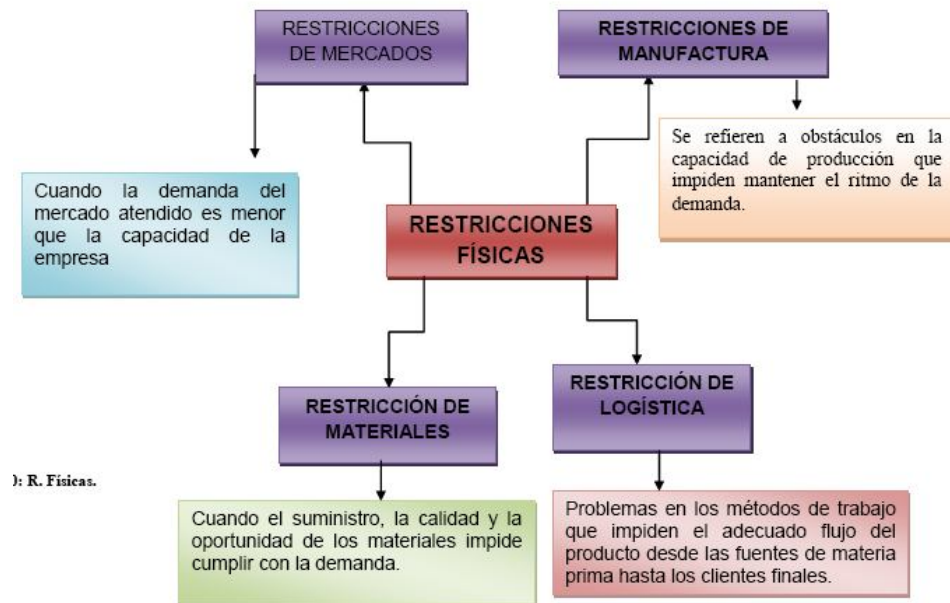 RESTRICCIONES
DE MERCADOS
RESTRICCIONES DE
MANUFACTURA
Se refieren a obstáculos en la
capacidad de producción que
impiden mantener el ritmo de la
demanda.
Cuando la demanda del
mercado atendido es menor
que la capacidad de la
empresa
RESTRICCIONES
FÍSICAS
RESTRICCIÓN DE
MATERIALES
RESTRICCIÓN DE
LOGÍSTICA
): R. Físicas.
Cuando el suministro, la calidad y la
oportunidad de los materiales impide
cumplir con la demanda.
Problemas en los métodos de trabajo
que impiden el adecuado flujo del
producto desde las fuentes de materia
prima hasta los clientes finales.